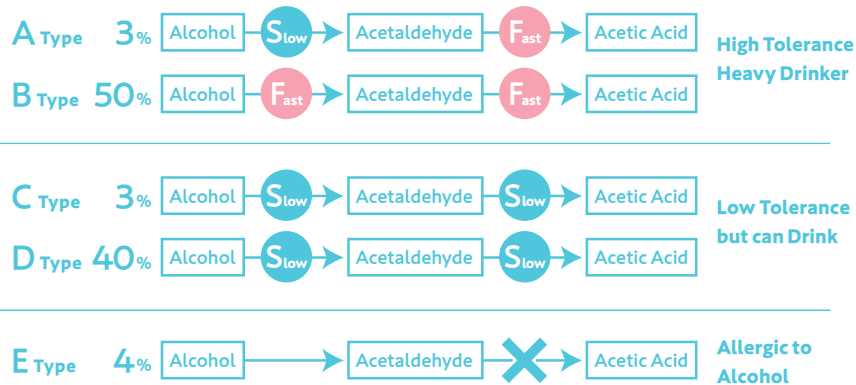 A Type 3% Alcohol Slow Acetaldehyde Fast Acetic Acid
High Tolerance
Heavy Drinker
B Type 50% Alcohol Fast Acetaldehyde Fast Acetic Acid
C Type 3% Alcohol Slow Acetaldehyde Slow Acetic Acid
Low Tolerance
but can Drink
D Type 40% Alcohol Slow Acetaldehyde Slow Acetic Acid
E Type 4% Alcohol Acetaldehyde Acetic Acid
Allergic to
Alcohol